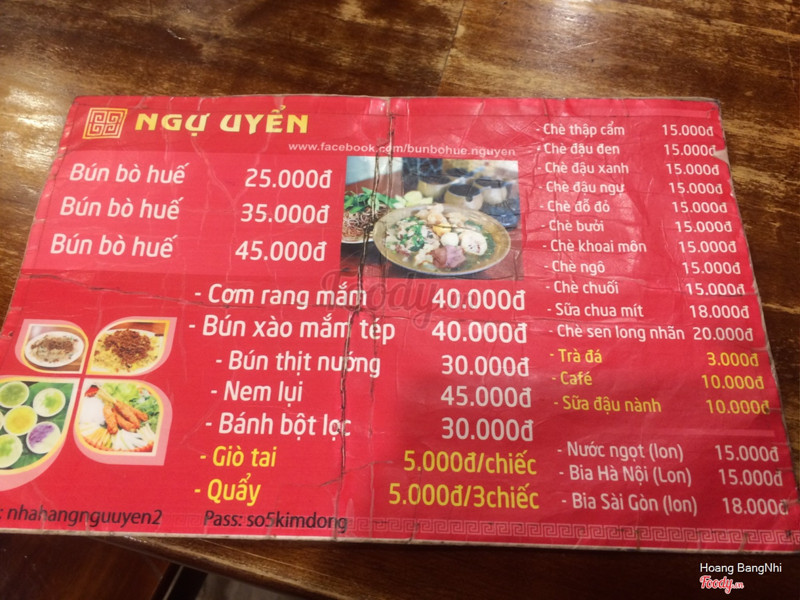 NGỰ UYỂN
www.facebook.com/bunbohue.nguyen
Bún bò huế 25.000đ
Bún bò huế 35.000đ
Bún bò huế 45.000đ
- Cơm rang mắm 40.000đ
- Bún xào mắm tép 40.000đ
- Bún thịt nướng 30.000đ
- Nem lụi 45.000đ
- Bánh bột lọc 30.000đ
- Giò tai 5.000đ/chiếc
- Quẩy 5.000đ/3chiếc
: nhahangnguuyen2 Pass: so5kimdong
- Chè thập cẩm 15.000đ
- Chè đậu đen 15.000đ
- Chè đậu xanh 15.000đ
- Chè đậu ngự 15.000đ
- Chè đỗ đỏ 15.000đ
- Chè bưởi 15.000đ
- Chè khoai môn 15.000đ
- Chè ngô 15.000đ
- Chè chuối 15.000đ
- Sữa chua mít 18.000đ
- Chè sen long nhãn 20.000đ
- Trà đá 3.000đ
- Café 10.000đ
- Sữa đậu nành 10.000đ
- Nước ngọt (lon) 15.000đ
- Bia Hà Nội (Lon) 15.000đ
- Bia Sài Gòn (lon) 18.000đ
Foody.vn
Hoang BangNhi
Foody.vn